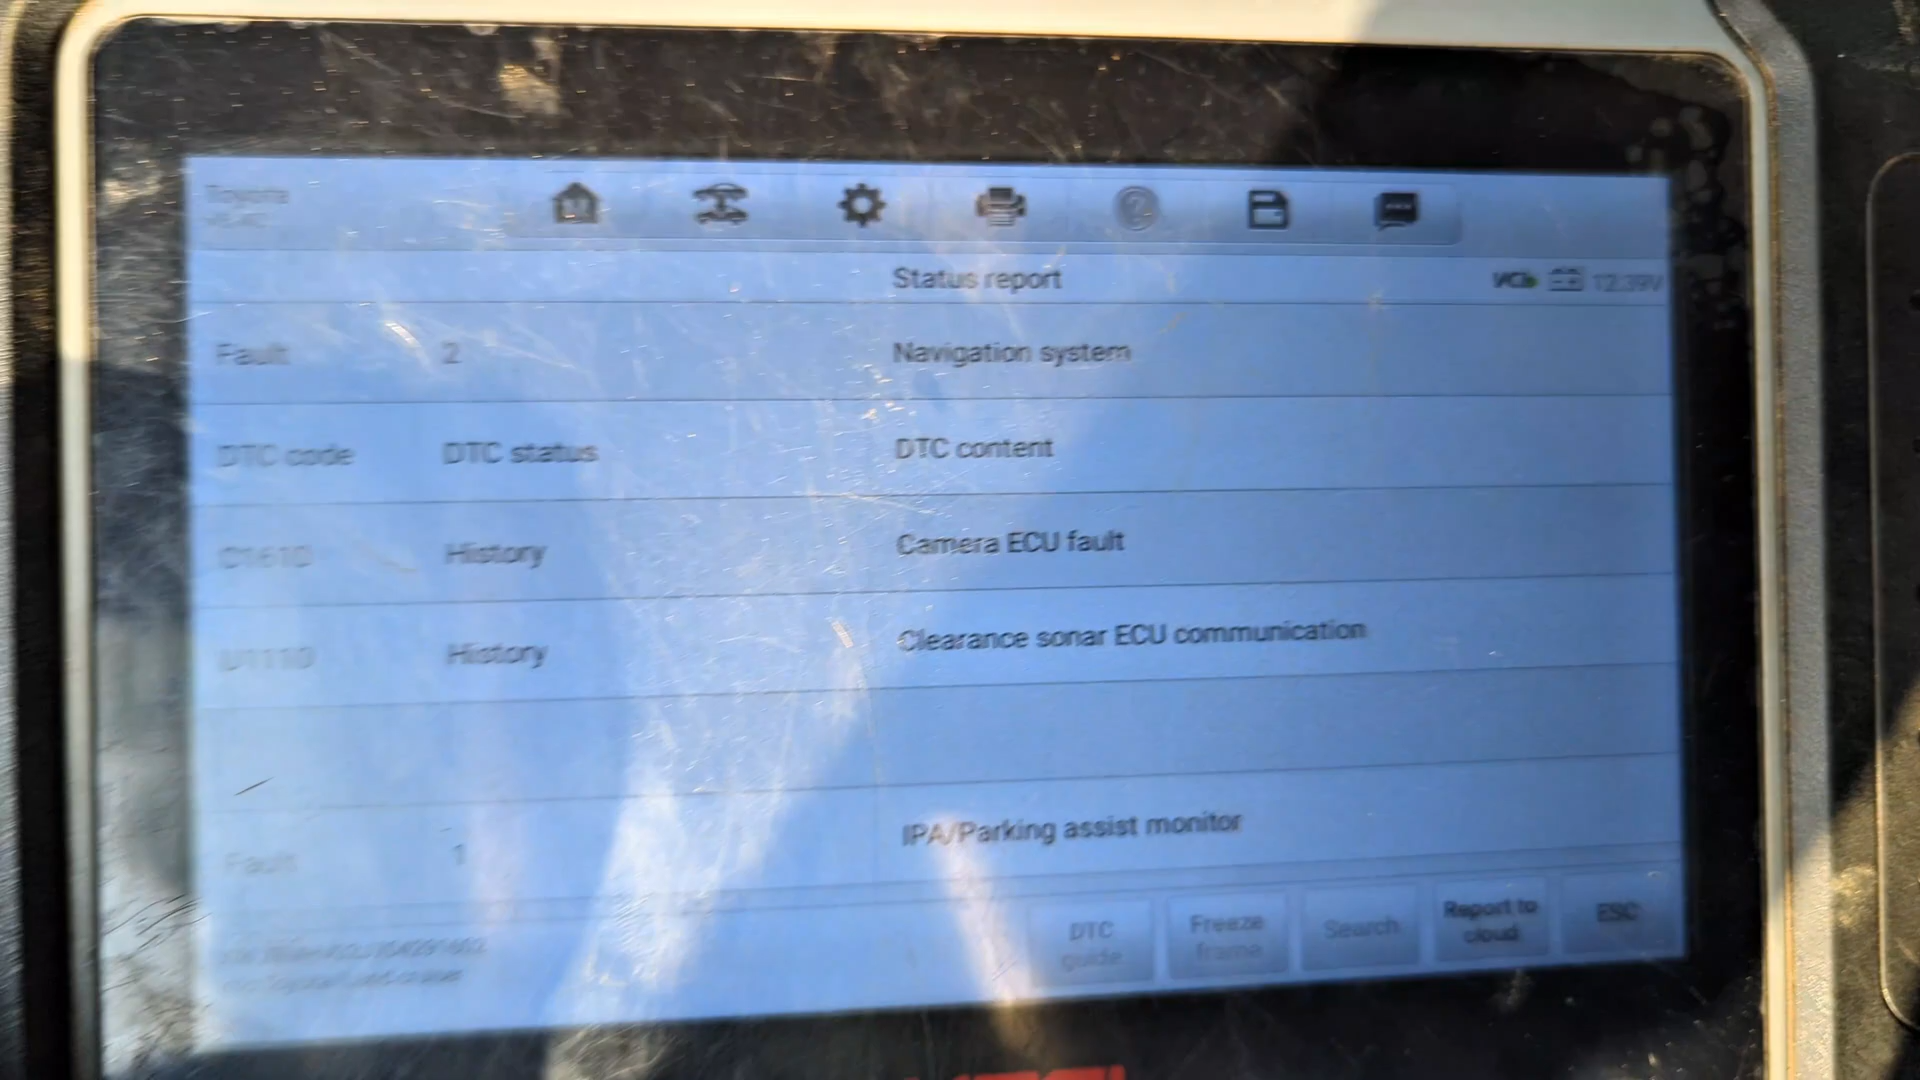 Toyota
Status report
VCI 12.39V
Fault 2 Navigation system
DTC code DTC status DTC content
C1610 History Camera ECU fault
U1110 History Clearance sonar ECU communication
Fault 1 IPA/Parking assist monitor
DTC guide
Freeze frame
Search
Report to cloud
ESC